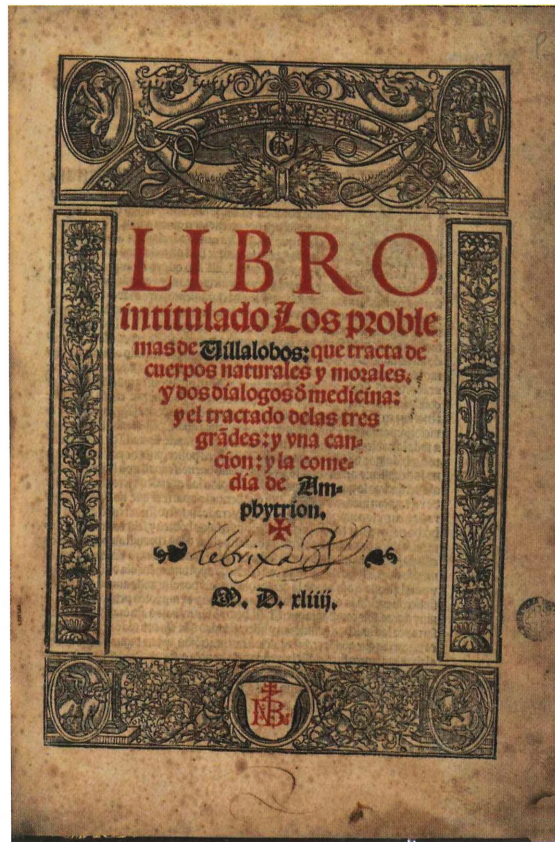 LIBRO
intitulado Los proble
mas de Villalobos: que tracta de
cuerpos naturales y morales,
y dos dialogos đ medicina:
y el tractado delas tres
grãdes: y vna can-
cion: y la come-
dia de Am-
phytrion.
M. D. xliiij.